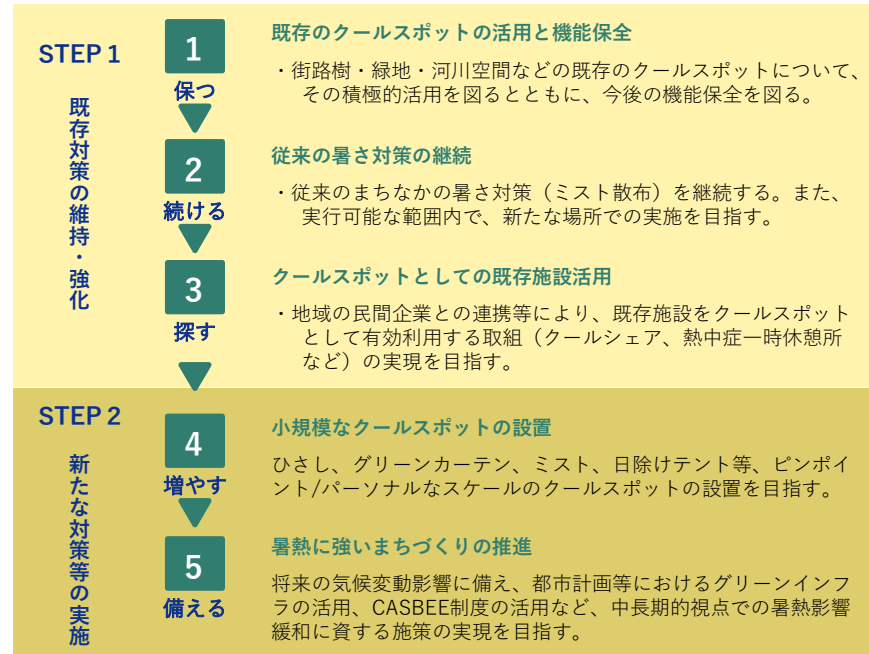 STEP 1
既存対策の維持・強化
1
保つ
既存のクールスポットの活用と機能保全
・街路樹・緑地・河川空間などの既存のクールスポットについて、
その積極的活用を図るとともに、今後の機能保全を図る。
2
続ける
従来の暑さ対策の継続
・従来のまちなかの暑さ対策（ミスト散布）を継続する。また、
実行可能な範囲内で、新たな場所での実施を目指す。
3
探す
クールスポットとしての既存施設活用
・地域の民間企業との連携等により、既存施設をクールスポット
として有効利用する取組（クールシェア、熱中症一時休憩所
など）の実現を目指す。
STEP 2
新たな対策等の実施
4
増やす
小規模なクールスポットの設置
ひさし、グリーンカーテン、ミスト、日除けテント等、ピンポイ
ント/パーソナルなスケールのクールスポットの設置を目指す。
5
備える
暑熱に強いまちづくりの推進
将来の気候変動影響に備え、都市計画等におけるグリーンインフ
ラの活用、CASBEE制度の活用など、中長期的視点での暑熱影響
緩和に資する施策の実現を目指す。